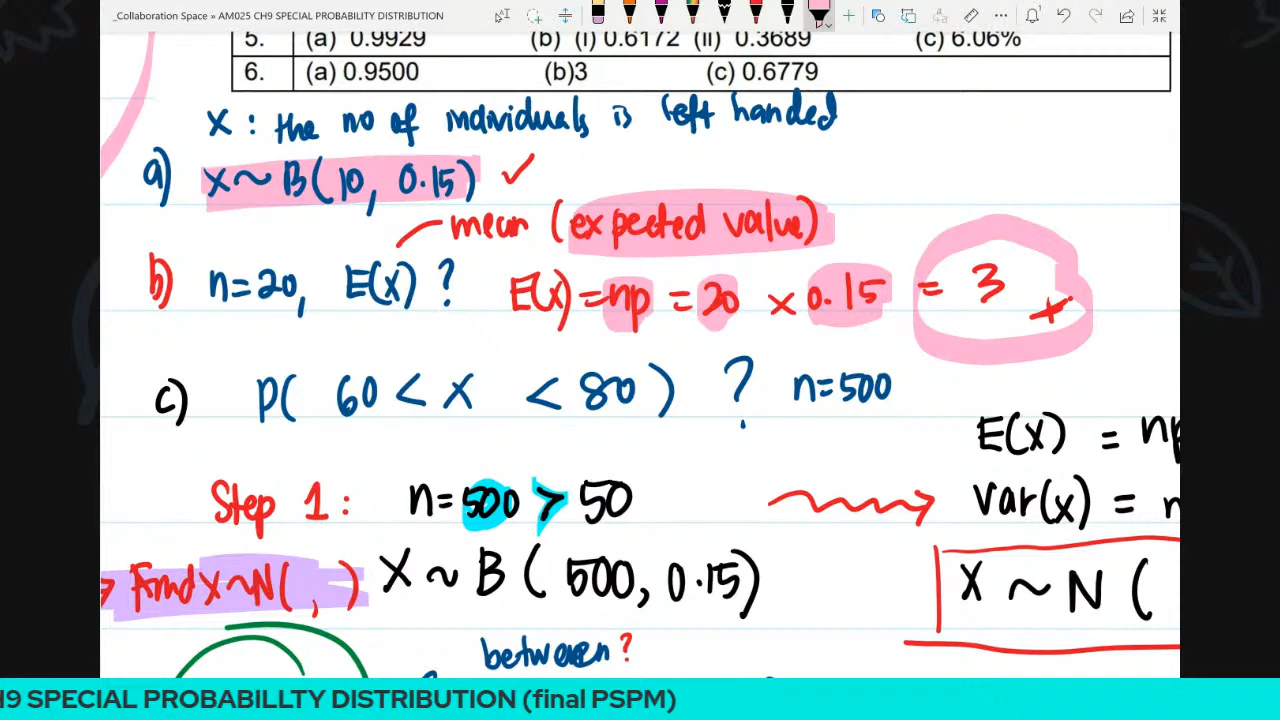 _Collaboration Space » AM025 CH9 SPECIAL PROBABILITY DISTRIBUTION
5. (a) 0.9929 (b) (i) 0.6172 (ii) 0.3689 (c) 6.06%
6. (a) 0.9500 (b)3 (c) 0.6779
X : the no of individuals is left handed
a) X ~ B(10, 0.15) ✓
mean (expected value)
b) n=20, E(x) ? E(x) = np = 20 × 0.15 = 3
c) P( 60 < X < 80 ) ? n=500
E(x) = np
Step 1 : n=500 > 50
Var(x) = n
Find X~N( , ) X ~ B ( 500, 0.15)
X ~ N (
between?
H9 SPECIAL PROBABILLTY DISTRIBUTION (final PSPM)